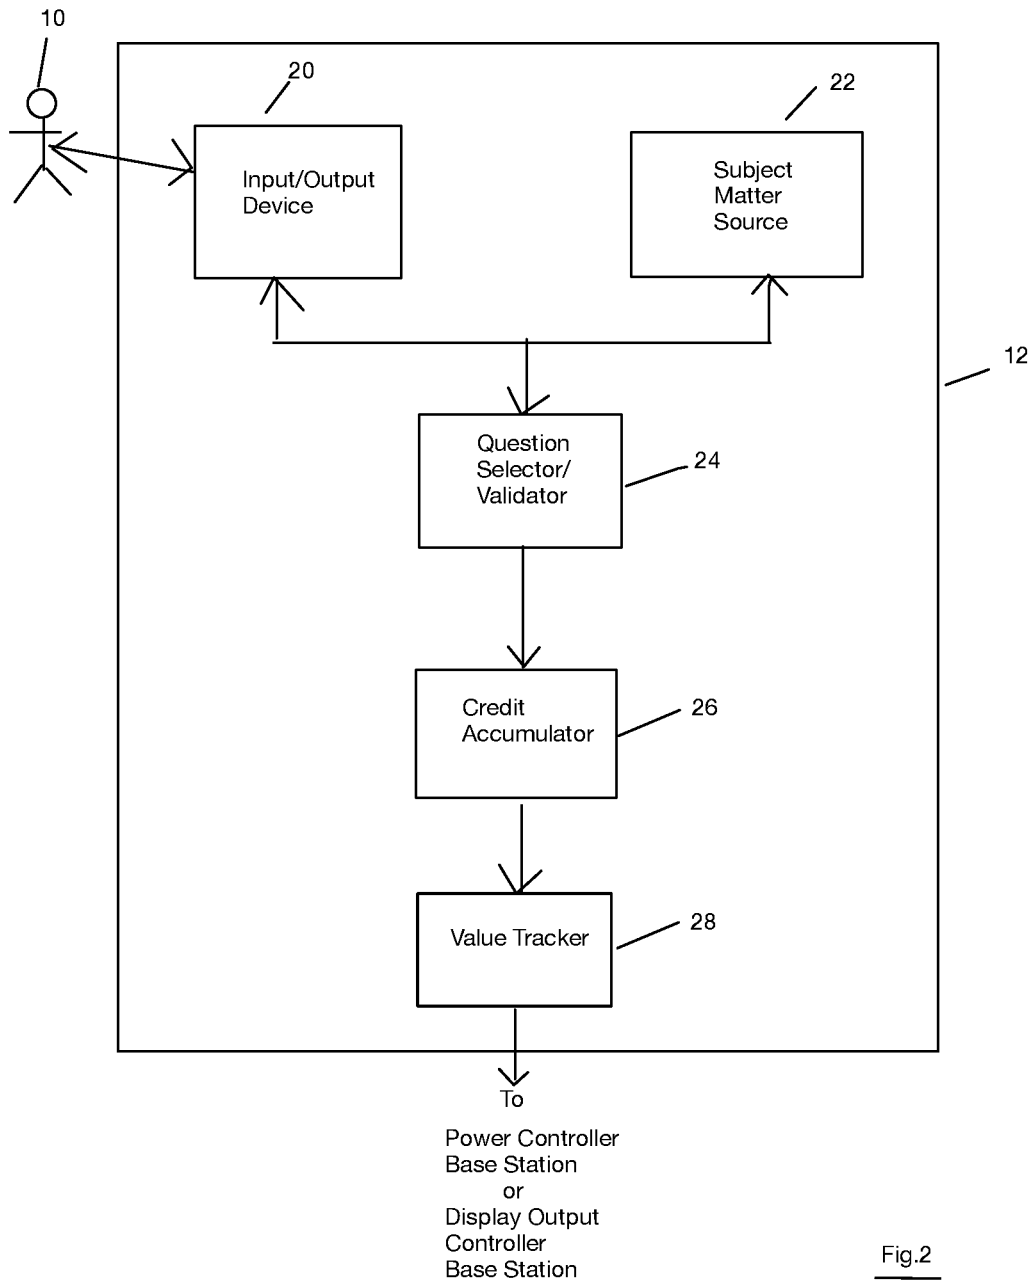 10
20
22
Input/Output
Device
Subject
Matter
Source
12
Question
Selector/
Validator
24
Credit
Accumulator
26
Value Tracker
28
To
Power Controller
Base Station
or
Display Output
Controller
Base Station
Fig.2